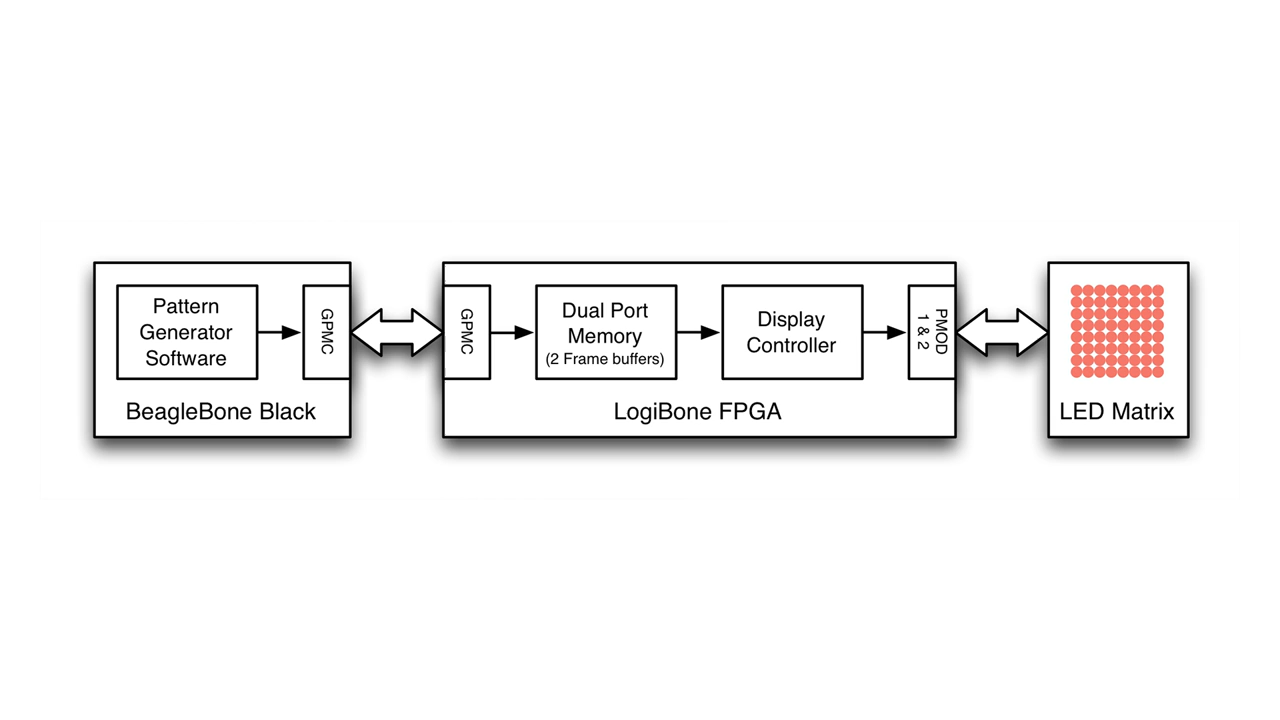 Pattern
Generator
Software
GPMC
BeagleBone Black
GPMC
Dual Port
Memory
(2 Frame buffers)
Display
Controller
PMOD
1 & 2
LogiBone FPGA
LED Matrix